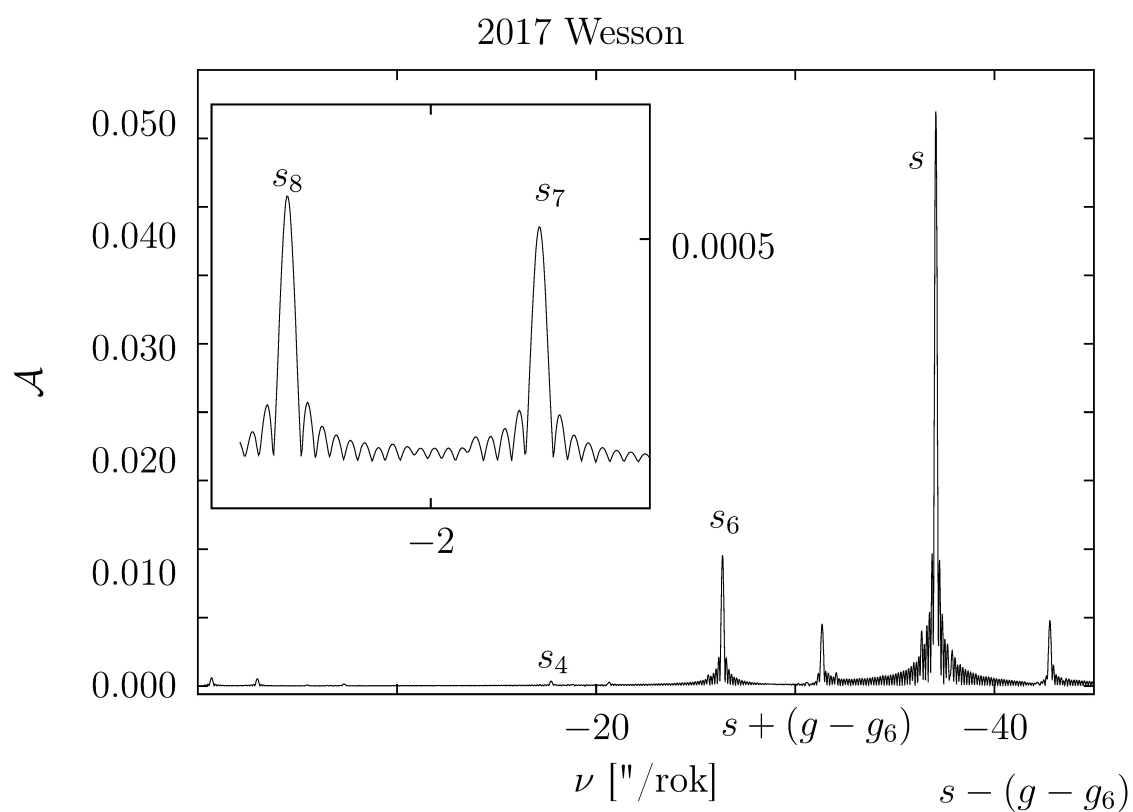 2017 Wesson
0.050
s
s₈
s₇
0.040
0.0005
0.030
𝒜
0.020
s₆
−2
0.010
s₄
0.000
−20
s + (g − g₆)
−40
ν ["/rok]
s − (g − g₆)